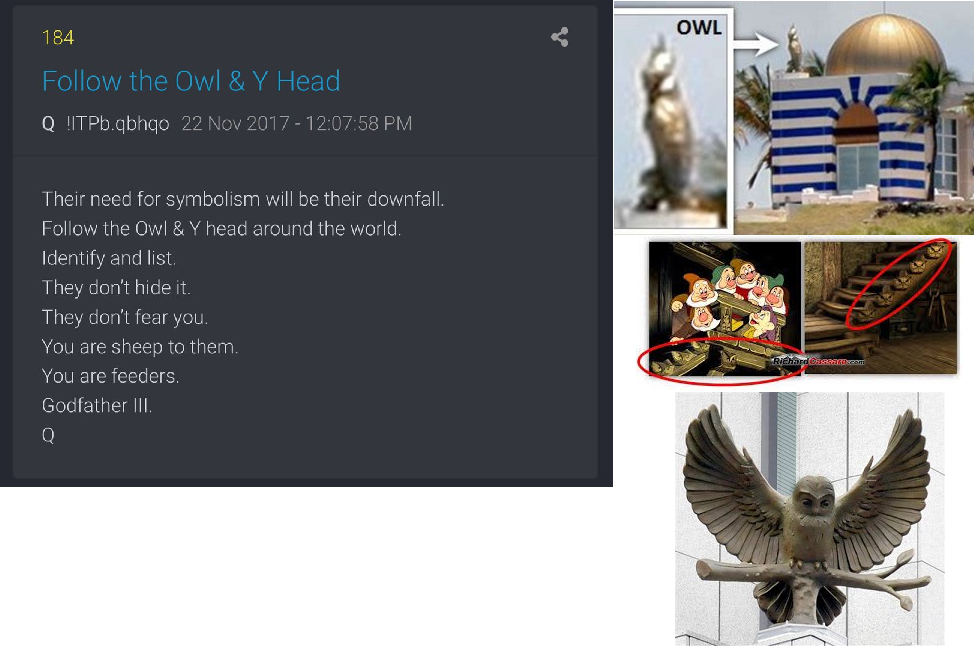 184
Follow the Owl & Y Head
Q !!ITPb.qbhqo 22 Nov 2017 - 12:07:58 PM
Their need for symbolism will be their downfall.
Follow the Owl & Y head around the world.
Identify and list.
They don't hide it.
They don't fear you.
You are sheep to them.
You are feeders.
Godfather III.
Q
OWL
RichardCassaro.com